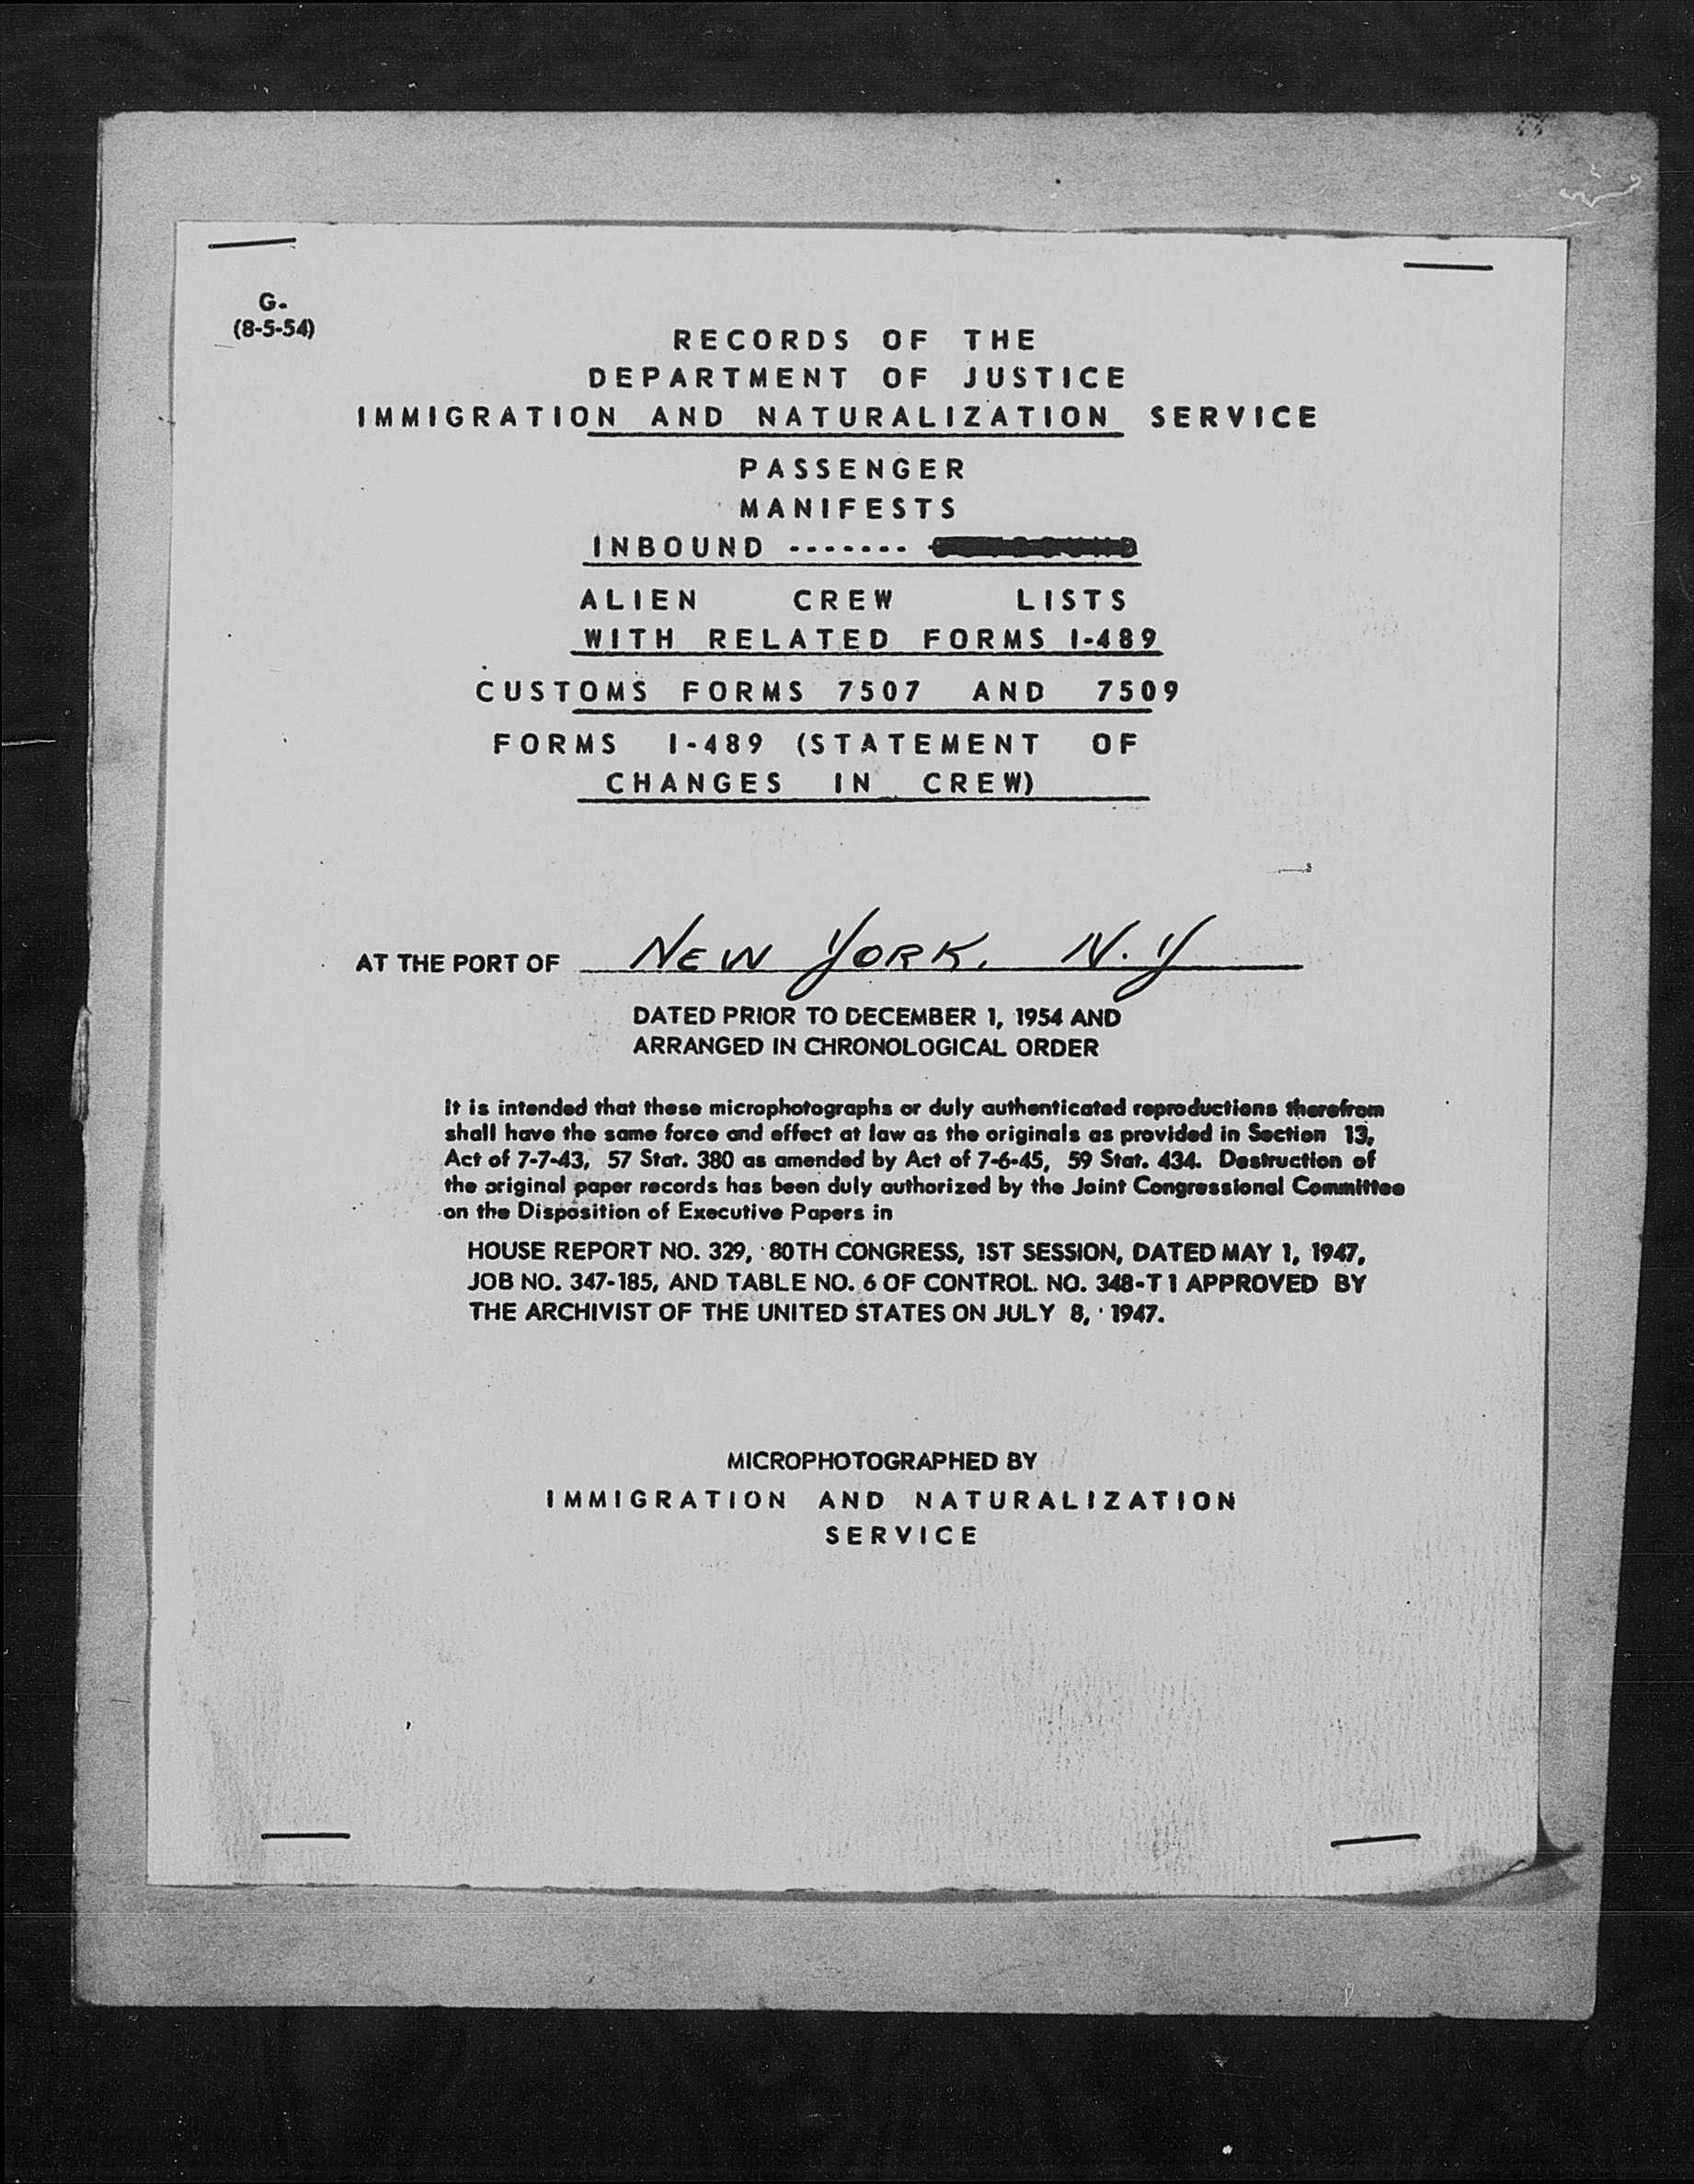 G.
(8-5-54)
RECORDS OF THE
DEPARTMENT OF JUSTICE
IMMIGRATION AND NATURALIZATION SERVICE
PASSENGER
MANIFESTS
INBOUND -------
ALIEN CREW LISTS
WITH RELATED FORMS I-489
CUSTOMS FORMS 7507 AND 7509
FORMS I-489 (STATEMENT OF
CHANGES IN CREW)
AT THE PORT OF NEW YORK, N.Y
DATED PRIOR TO DECEMBER 1, 1954 AND
ARRANGED IN CHRONOLOGICAL ORDER
It is intended that these microphotographs or duly authenticated reproductions therefrom
shall have the same force and effect at law as the originals as provided in Section 13,
Act of 7-7-43, 57 Stat. 380 as amended by Act of 7-6-45, 59 Stat. 434. Destruction of
the original paper records has been duly authorized by the Joint Congressional Committee
on the Disposition of Executive Papers in
HOUSE REPORT NO. 329, 80TH CONGRESS, 1ST SESSION, DATED MAY 1, 1947,
JOB NO. 347-185, AND TABLE NO. 6 OF CONTROL NO. 348-T1 APPROVED BY
THE ARCHIVIST OF THE UNITED STATES ON JULY 8, 1947.
MICROPHOTOGRAPHED BY
IMMIGRATION AND NATURALIZATION
SERVICE